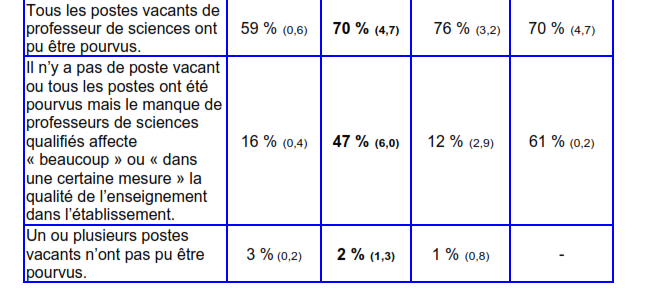 Tous les postes vacants de
professeur de sciences ont
pu être pourvus.
59 % (0,6)
70 % (4,7)
76 % (3,2)
70 % (4,7)
Il n’y a pas de poste vacant
ou tous les postes ont été
pourvus mais le manque de
professeurs de sciences
qualifiés affecte
« beaucoup » ou « dans
une certaine mesure » la
qualité de l’enseignement
dans l’établissement.
16 % (0,4)
47 % (6,0)
12 % (2,9)
61 % (0,2)
Un ou plusieurs postes
vacants n’ont pas pu être
pourvus.
3 % (0,2)
2 % (1,3)
1 % (0,8)
-